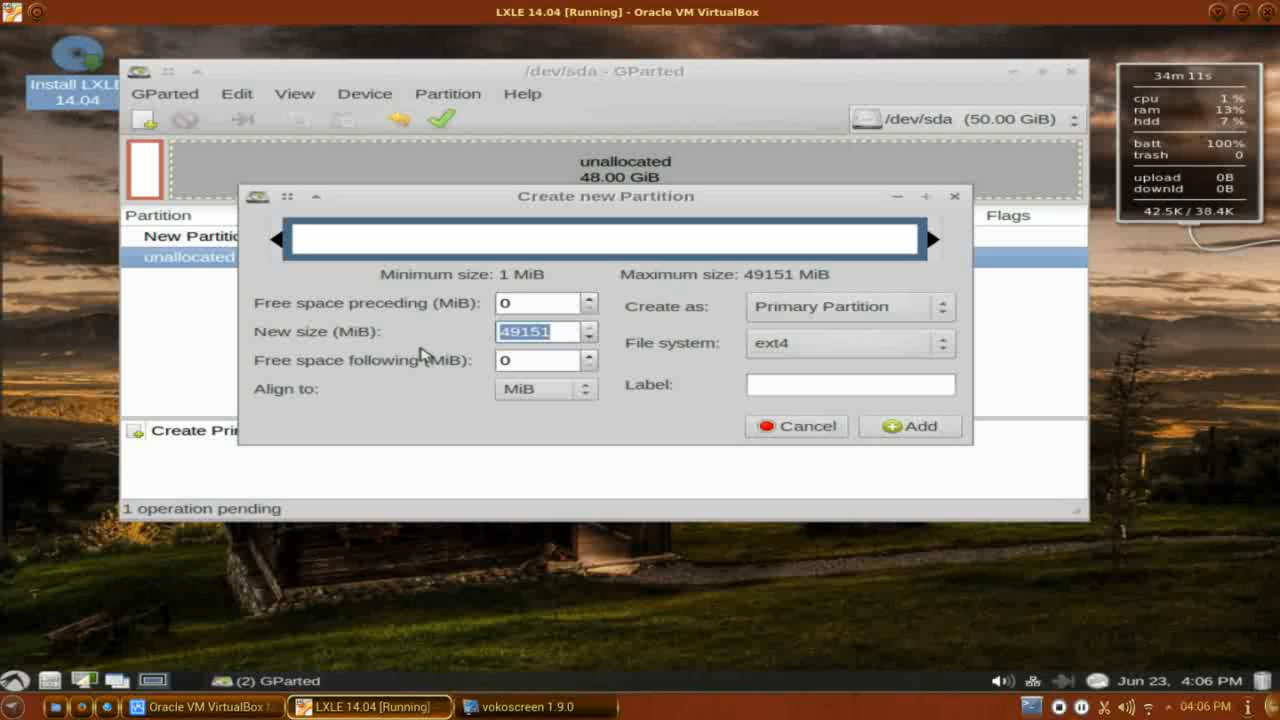 LXLE 14.04 [Running] - Oracle VM VirtualBox
Install LXLE
14.04
/dev/sda - GParted
GParted Edit View Device Partition Help
/dev/sda (50.00 GiB)
unallocated
48.00 GiB
Partition
Flags
New Partitio
unallocated
Create new Partition
Minimum size: 1 MiB
Maximum size: 49151 MiB
Free space preceding (MiB): 0
Create as: Primary Partition
New size (MiB): 49151
File system: ext4
Free space following (MiB): 0
Align to: MiB
Label:
Cancel
Add
Create Pri
1 operation pending
34m 11s
cpu 1 %
ram 13%
hdd 7 %
batt 100%
trash 0
upload 0B
downld 0B
42.5K / 38.4K
(2) GParted
Jun 23, 4:06 PM
Oracle VM VirtualBox
LXLE 14.04 [Running]
vokoscreen 1.9.0
04:06 PM